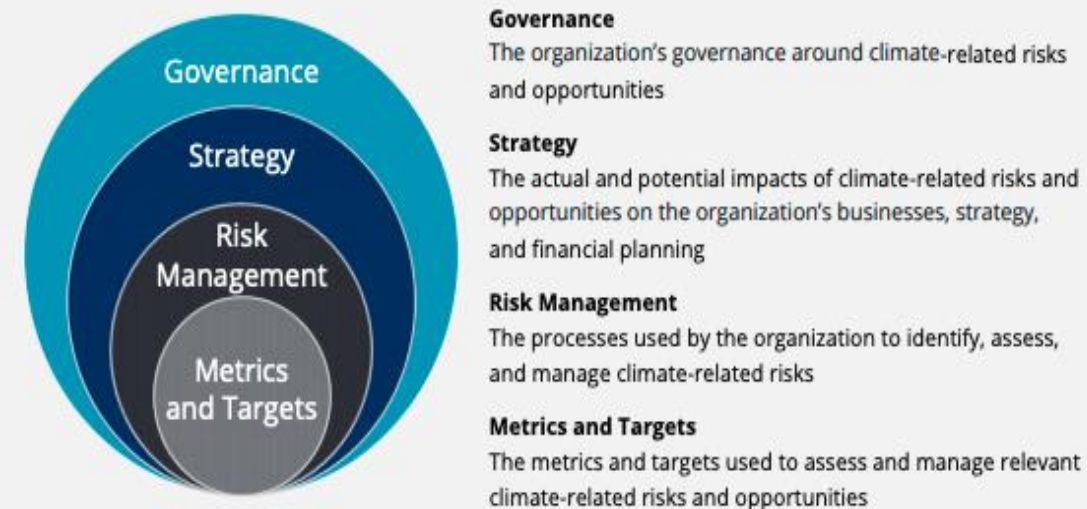 Governance
Strategy
Risk
Management
Metrics
and Targets
Governance
The organization's governance around climate-related risks
and opportunities
Strategy
The actual and potential impacts of climate-related risks and
opportunities on the organization's businesses, strategy,
and financial planning
Risk Management
The processes used by the organization to identify, assess,
and manage climate-related risks
Metrics and Targets
The metrics and targets used to assess and manage relevant
climate-related risks and opportunities